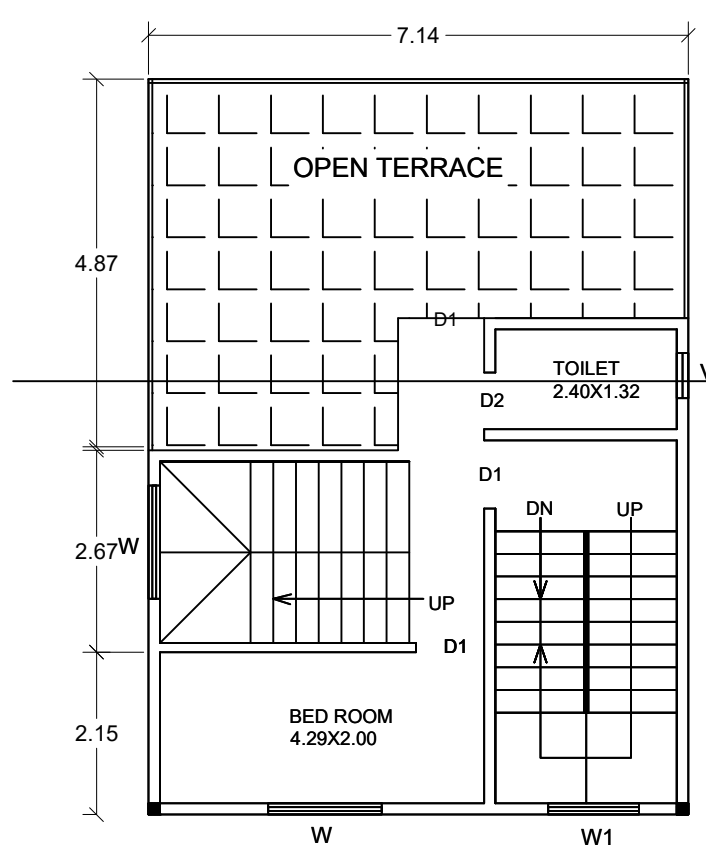 7.14
OPEN TERRACE
4.87
D1
TOILET
2.40X1.32
D2
D1
DN
UP
2.67
W
UP
D1
BED ROOM
4.29X2.00
2.15
W
W1